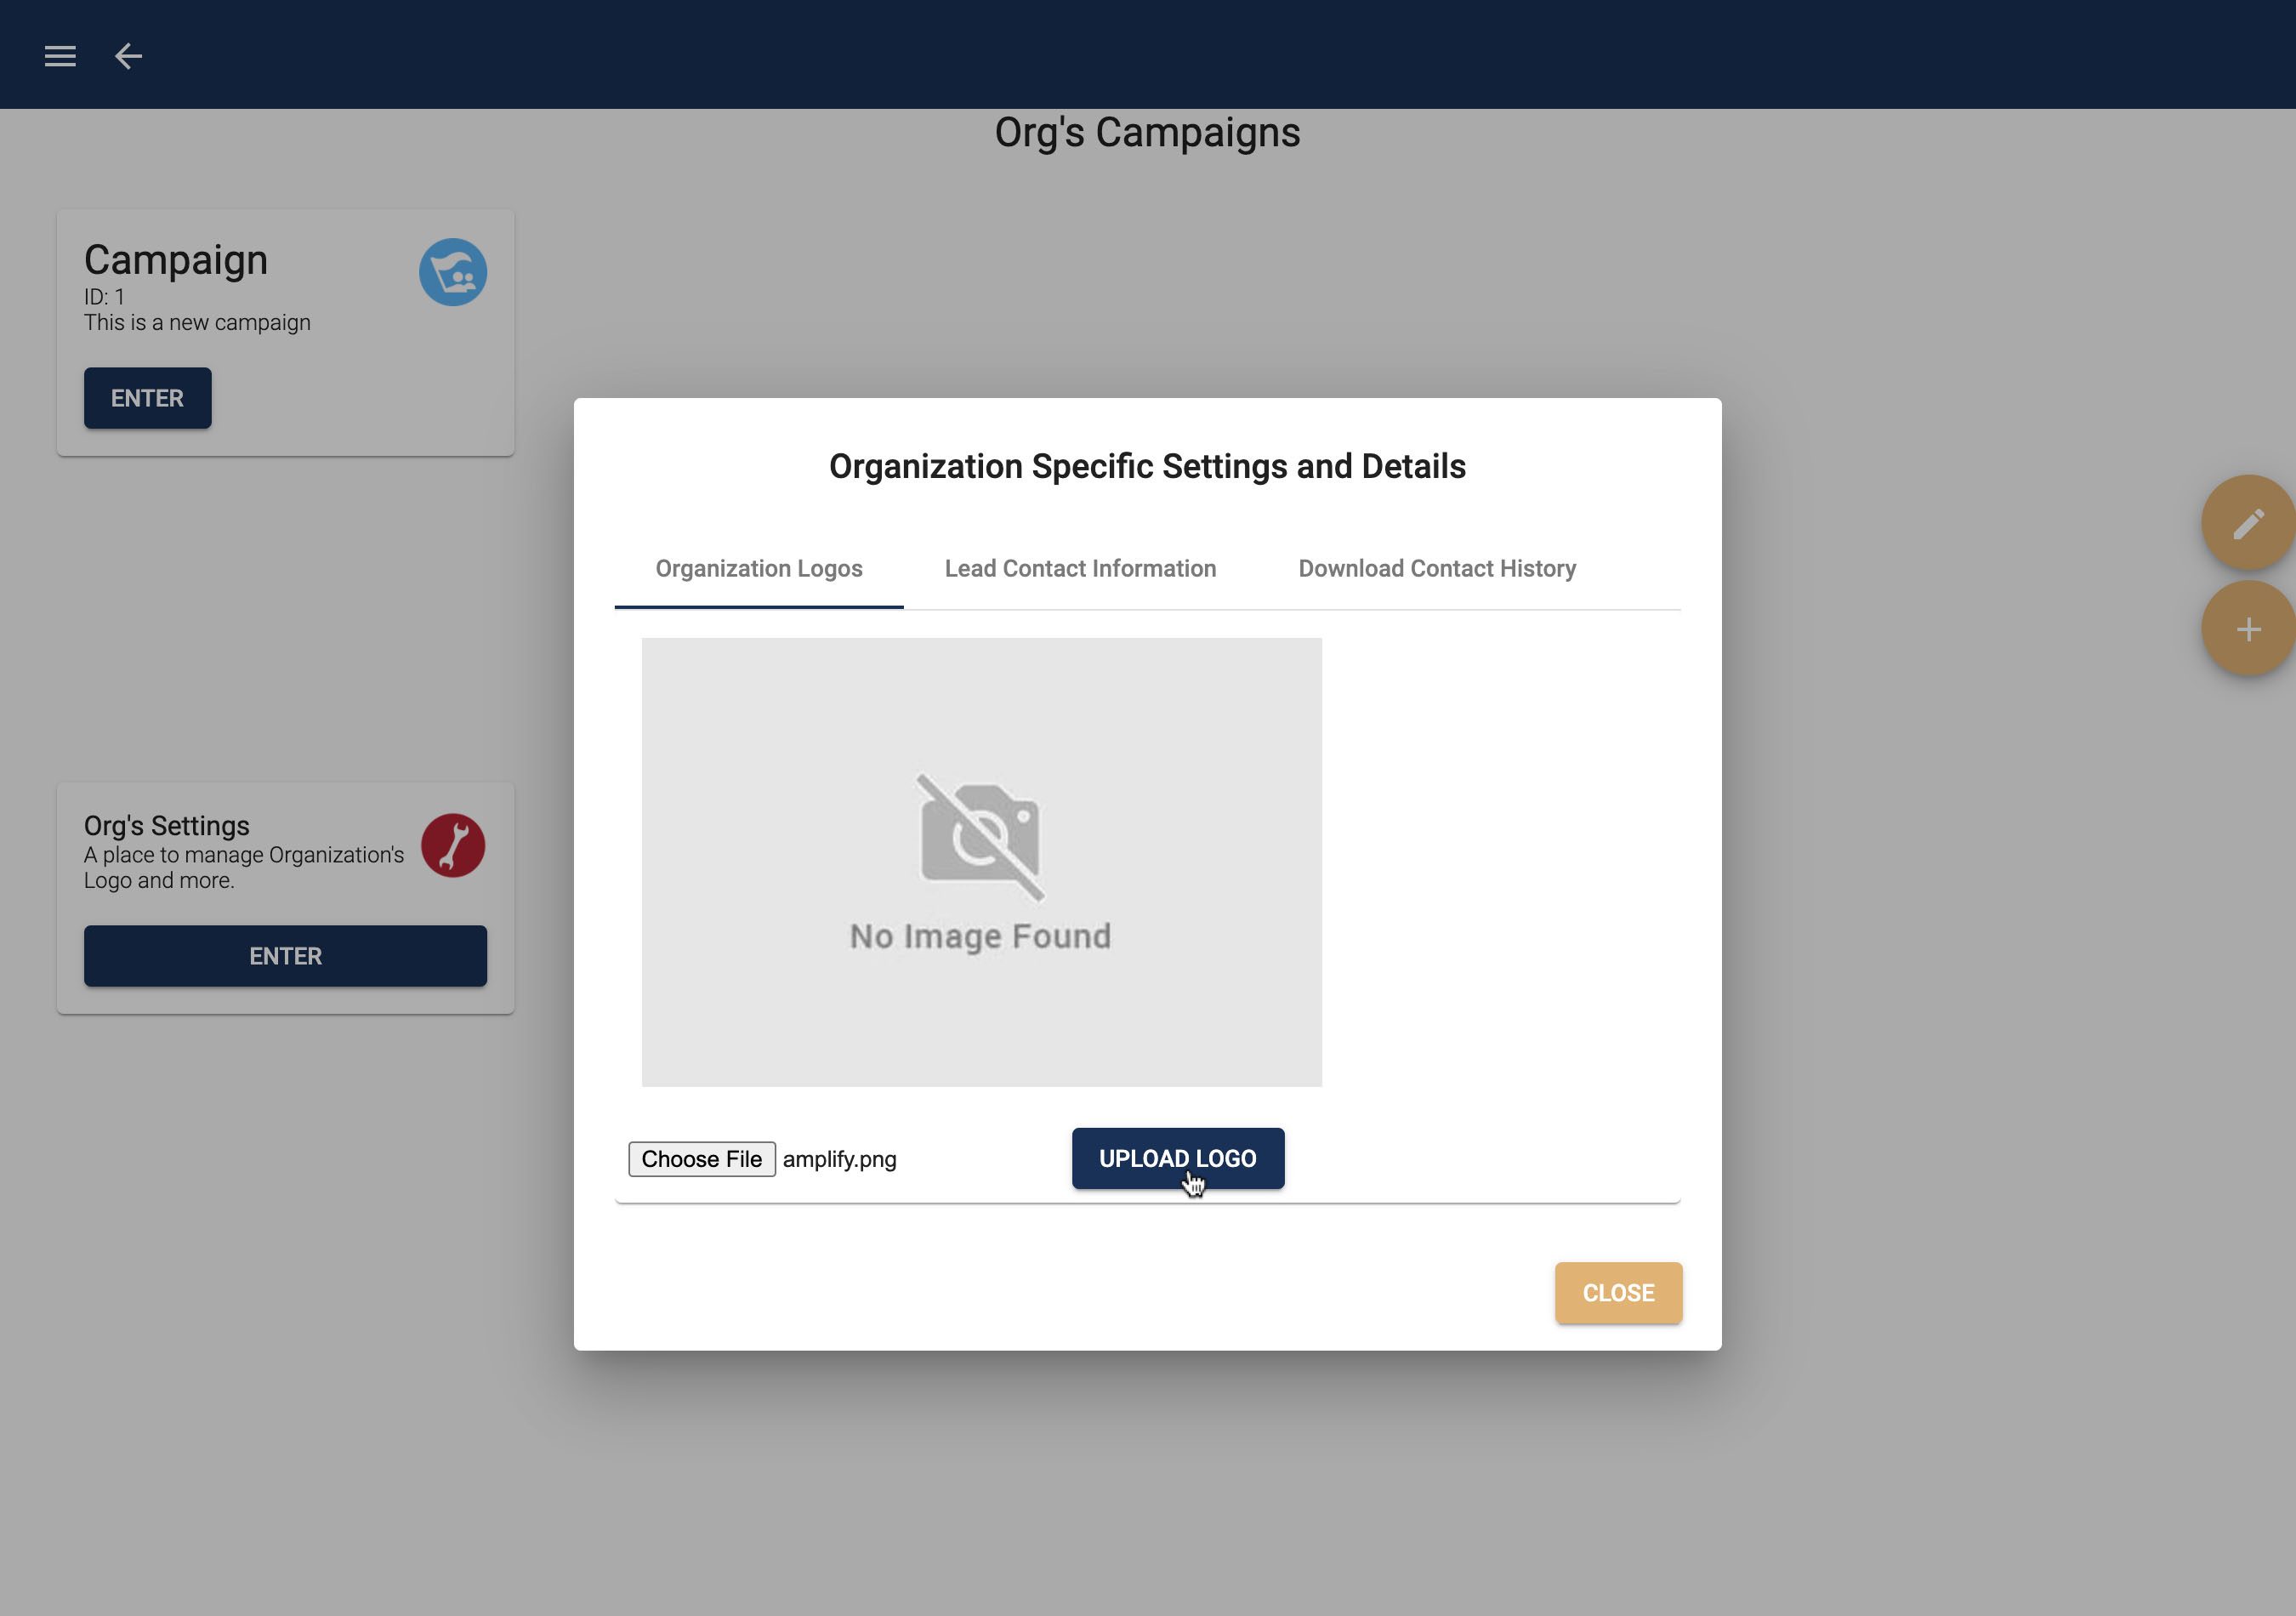 Org's Campaigns
Campaign
ID: 1
This is a new campaign
ENTER
Org's Settings
A place to manage Organization's
Logo and more.
ENTER
Organization Specific Settings and Details
Organization Logos
Lead Contact Information
Download Contact History
No Image Found
Choose File amplify.png
UPLOAD LOGO
CLOSE